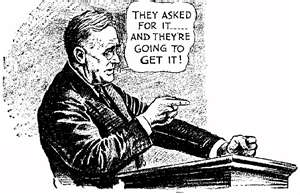 THEY ASKED
FOR IT.....
AND THEY'RE
GOING TO
GET IT!